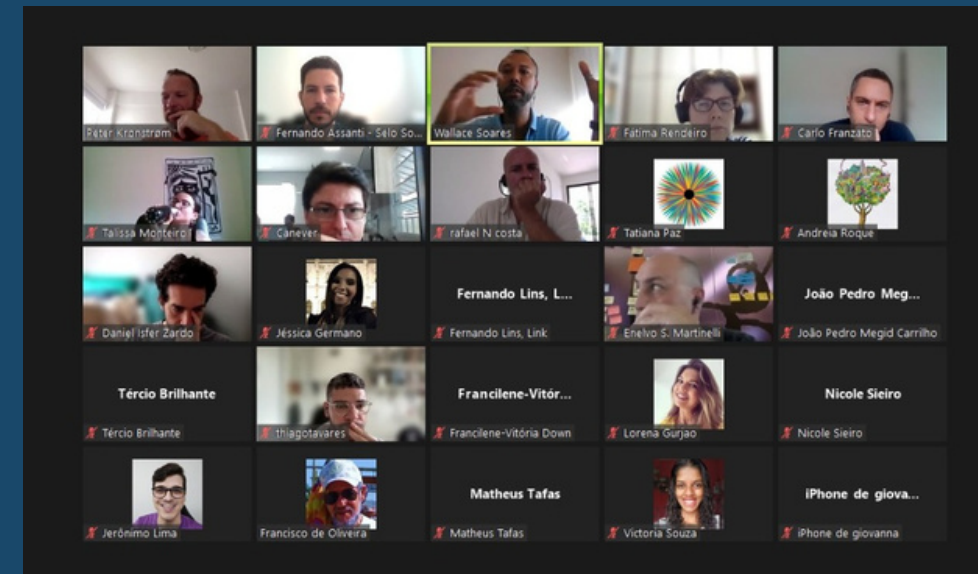 Peter Kronstrøm
Fernando Assanti - Selo So...
Wallace Soares
Fátima Rendeiro
Carlo Franzato
Talissa Monteiro
Canever
rafael N costa
Tatiana Paz
Andreia Roque
Daniel Isfer Zardo
Jéssica Germano
Fernando Lins, L...
Fernando Lins, Link
Enelvo S. Martinelli
João Pedro Meg...
João Pedro Megid Carrilho
Tércio Brilhante
Tércio Brilhante
thiagotavares
Francilene-Vitór...
Francilene-Vitória Down
Lorena Gurjao
Nicole Sieiro
Nicole Sieiro
Jerônimo Lima
Francisco de Oliveira
Matheus Tafas
Matheus Tafas
Victoria Souza
iPhone de giova...
iPhone de giovanna